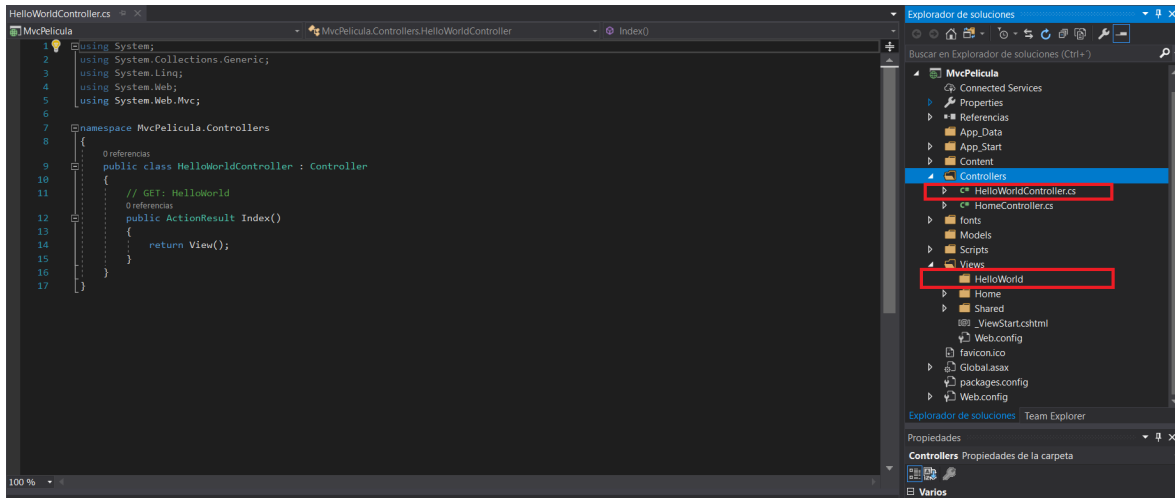 HelloWorldController.cs
MvcPelicula
MvcPelicula.Controllers.HelloWorldController
Index()
1 using System;
2 using System.Collections.Generic;
3 using System.Linq;
4 using System.Web;
5 using System.Web.Mvc;
6
7 namespace MvcPelicula.Controllers
8 {
0 referencias
9 public class HelloWorldController : Controller
10 {
11 // GET: HelloWorld
0 referencias
12 public ActionResult Index()
13 {
14 return View();
15 }
16 }
17 }
100 %
Explorador de soluciones
Buscar en Explorador de soluciones (Ctrl+´)
MvcPelicula
Connected Services
Properties
Referencias
App_Data
App_Start
Content
Controllers
C# HelloWorldController.cs
C# HomeController.cs
fonts
Models
Scripts
Views
HelloWorld
Home
Shared
_ViewStart.cshtml
Web.config
favicon.ico
Global.asax
packages.config
Web.config
Explorador de soluciones Team Explorer
Propiedades
Controllers Propiedades de la carpeta
Varios